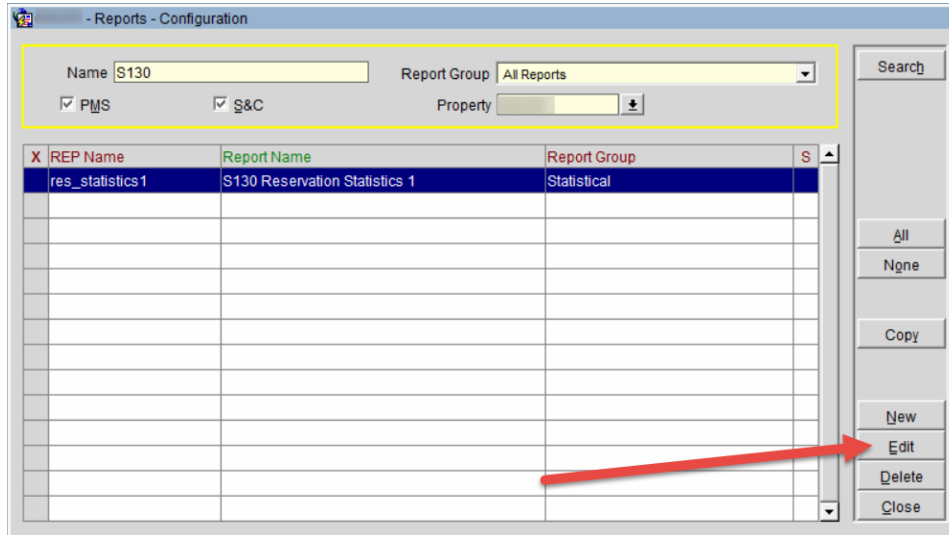 - Reports - Configuration
Name S130 Report Group All Reports Search
PMS S&C Property
X REP Name Report Name Report Group S
res_statistics1 S130 Reservation Statistics 1 Statistical
All
None
Copy
New
Edit
Delete
Close